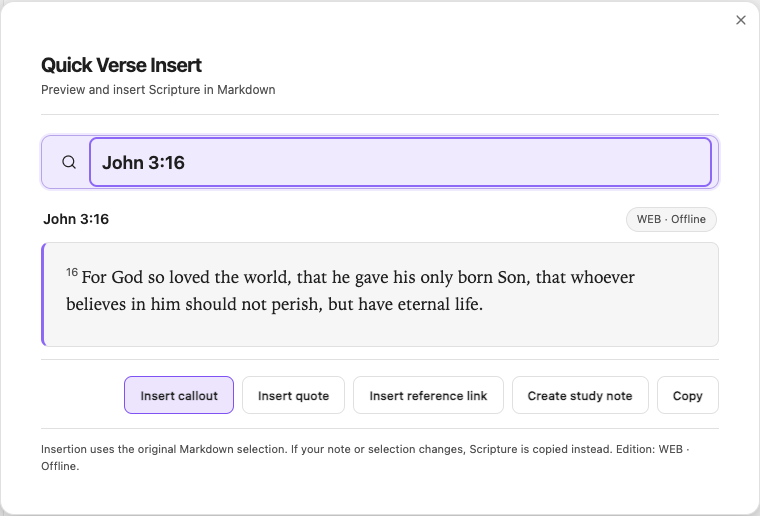 Quick Verse Insert
Preview and insert Scripture in Markdown
John 3:16
John 3:16
WEB · Offline
16 For God so loved the world, that he gave his only born Son, that whoever
believes in him should not perish, but have eternal life.
Insert callout
Insert quote
Insert reference link
Create study note
Copy
Insertion uses the original Markdown selection. If your note or selection changes, Scripture is copied instead. Edition: WEB ·
Offline.